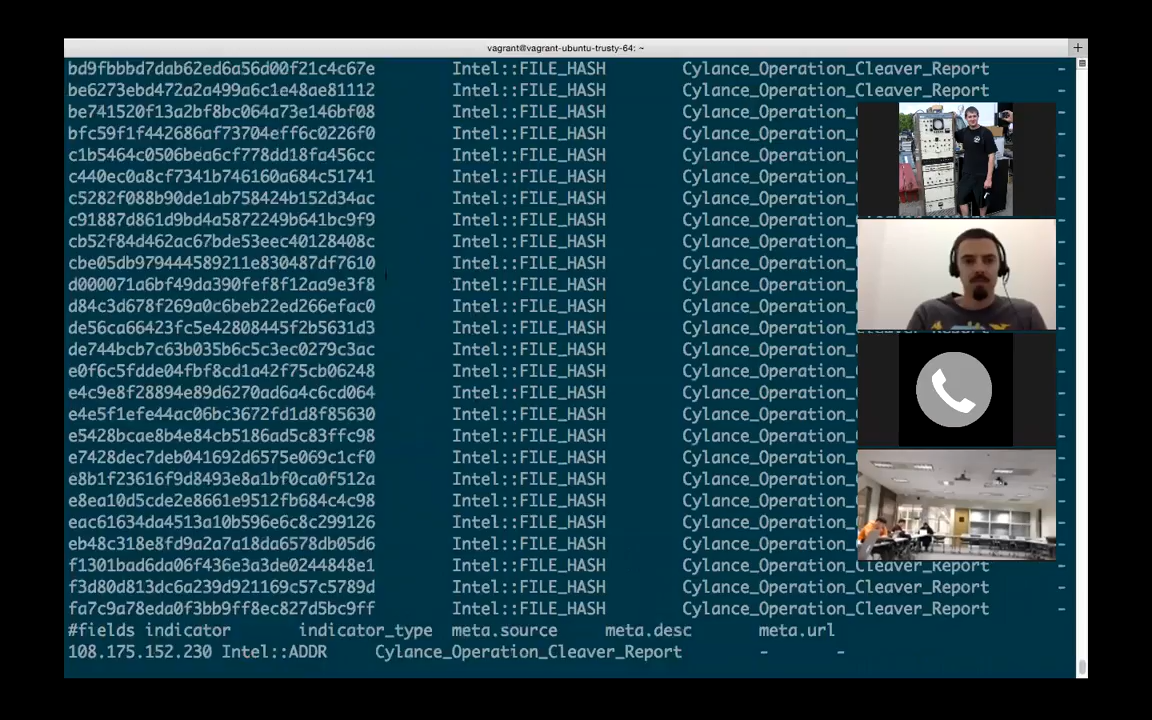 vagrant@vagrant-ubuntu-trusty-64: ~
bd9fbbbd7dab62ed6a56d00f21c4c67e Intel::FILE_HASH Cylance_Operation_Cleaver_Report -
be6273ebd472a2a499a6c1e48ae81112 Intel::FILE_HASH Cylance_Operation_Cleaver_Report -
be741520f13a2bf8bc064a73e146bf08 Intel::FILE_HASH Cylance_Operation_
bfc59f1f442686af73704eff6c0226f0 Intel::FILE_HASH Cylance_Operation_ -
c1b5464c0506bea6cf778dd18fa456cc Intel::FILE_HASH Cylance_Operation_ -
c440ec0a8cf7341b746160a684c51741 Intel::FILE_HASH Cylance_Operation_ -
c5282f088b90de1ab758424b152d34ac Intel::FILE_HASH Cylance_Operation_ -
c91887d861d9bd4a5872249b641bc9f9 Intel::FILE_HASH Cylance_Operation_ -
cb52f84d462ac67bde53eec40128408c Intel::FILE_HASH Cylance_Operation_ -
cbe05db979444589211e830487df7610 Intel::FILE_HASH Cylance_Operation_ -
d000071a6bf49da390fef8f12aa9e3f8 Intel::FILE_HASH Cylance_Operation_ -
d84c3d678f269a0c6beb22ed266efac0 Intel::FILE_HASH Cylance_Operation_ -
de56ca66423fc5e42808445f2b5631d3 Intel::FILE_HASH Cylance_Operation_ -
de744bcb7c63b035b6c5c3ec0279c3ac Intel::FILE_HASH Cylance_Operation_ -
e0f6c5fdde04fbf8cd1a42f75cb06248 Intel::FILE_HASH Cylance_Operation_ -
e4c9e8f28894e89d6270ad6a4c6cd064 Intel::FILE_HASH Cylance_Operation_ -
e4e5f1efe44ac06bc3672fd1d8f85630 Intel::FILE_HASH Cylance_Operation_ -
e5428bcae8b4e84cb5186ad5c83ffc98 Intel::FILE_HASH Cylance_Operation_ -
e7428dec7deb041692d6575e069c1cf0 Intel::FILE_HASH Cylance_Operation_ -
e8b1f23616f9d8493e8a1bf0ca0f512a Intel::FILE_HASH Cylance_Operation_ -
e8ea10d5cde2e8661e9512fb684c4c98 Intel::FILE_HASH Cylance_Operation_ -
eac61634da4513a10b596e6c8c299126 Intel::FILE_HASH Cylance_Operation_ -
eb48c318e8fd9a2a7a18da6578db05d6 Intel::FILE_HASH Cylance_Operation_ -
f1301bad6da06f436e3a3de0244848e1 Intel::FILE_HASH Cylance_Operation_Cleaver_Report -
f3d80d813dc6a239d921169c57c5789d Intel::FILE_HASH Cylance_Operation_Cleaver_Report -
fa7c9a78eda0f3bb9ff8ec827d5bc9ff Intel::FILE_HASH Cylance_Operation_Cleaver_Report -
#fields indicator indicator_type meta.source meta.desc meta.url
108.175.152.230 Intel::ADDR Cylance_Operation_Cleaver_Report - -